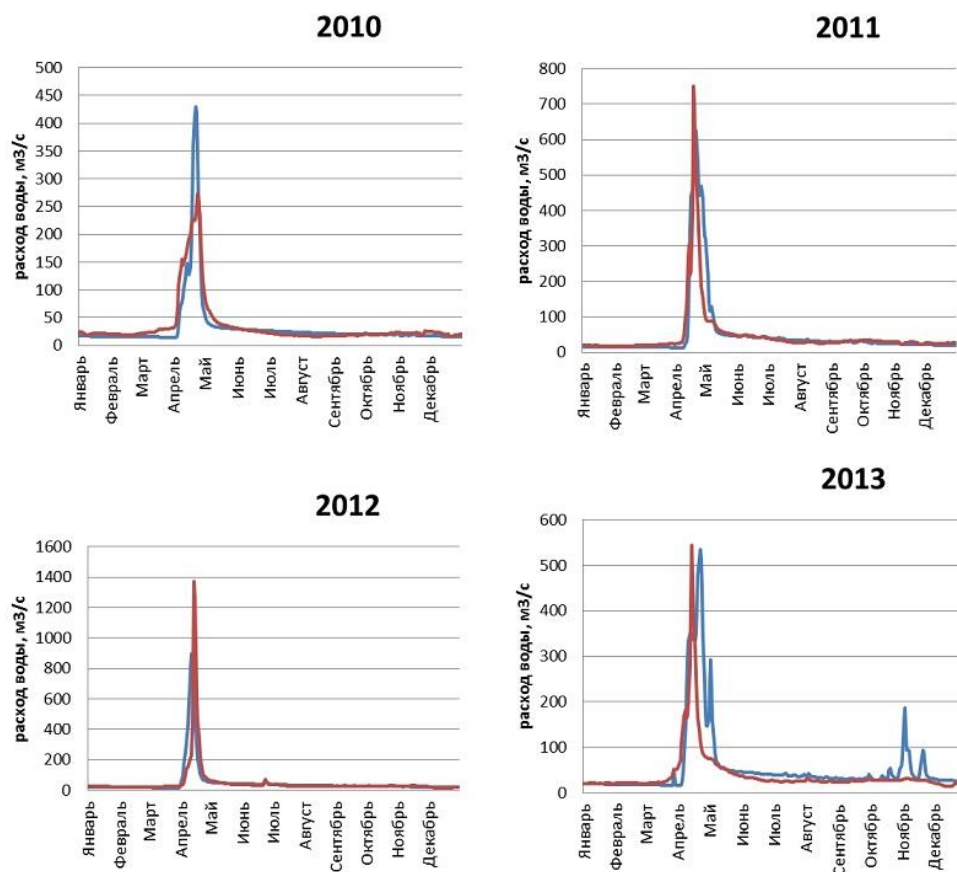 2010
500
450
400
350
300
250
200
150
100
50
0
расход воды, м3/с
Январь
Февраль
Март
Апрель
Май
Июнь
Июль
Август
Сентябрь
Октябрь
Ноябрь
Декабрь
2011
800
700
600
500
400
300
200
100
0
расход воды, м3/с
Январь
Февраль
Март
Апрель
Май
Июнь
Июль
Август
Сентябрь
Октябрь
Ноябрь
Декабрь
2012
1600
1400
1200
1000
800
600
400
200
0
расход воды, м3/с
Январь
Февраль
Март
Апрель
Май
Июнь
Июль
Август
Сентябрь
Октябрь
Ноябрь
Декабрь
2013
600
500
400
300
200
100
0
расход воды, м3/с
Январь
Февраль
Март
Апрель
Май
Июнь
Июль
Август
Сентябрь
Октябрь
Ноябрь
Декабрь